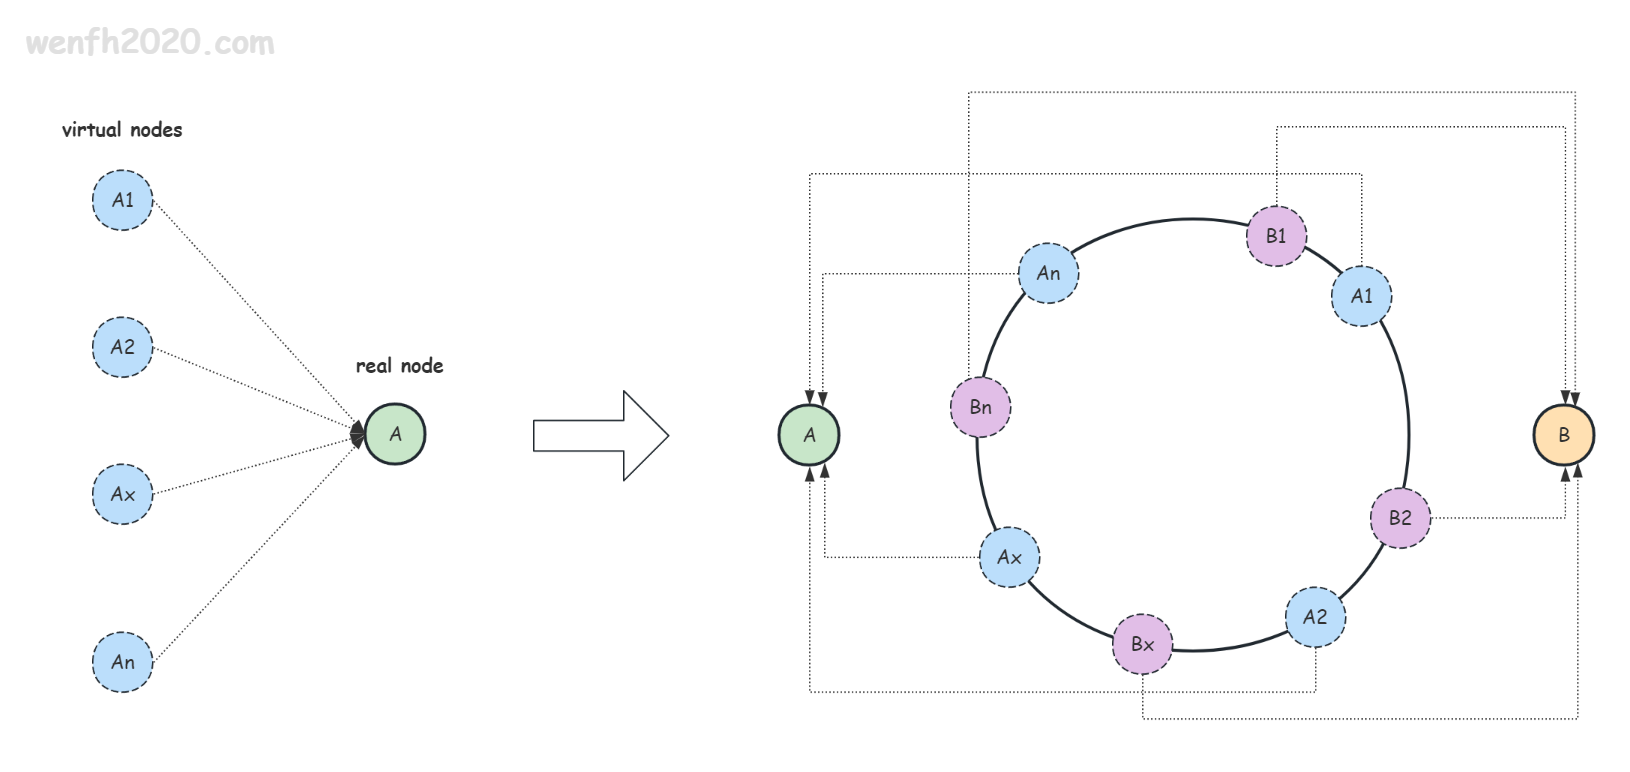 wenfh2020.com
virtual nodes
A1
A2
real node
A
Ax
An
B1
An
A1
Bn
A
B
B2
Ax
A2
Bx